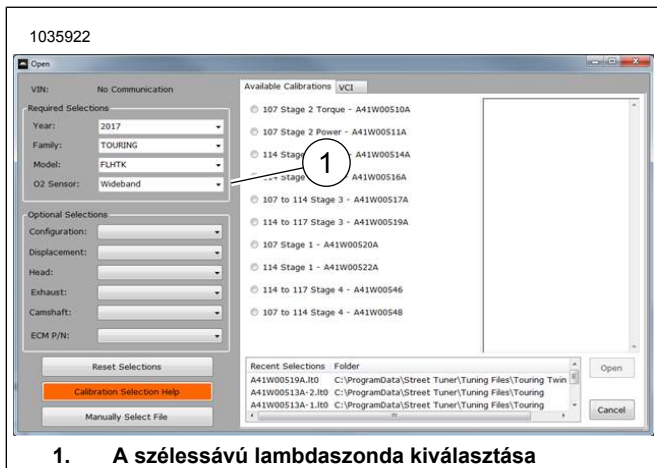 1035922
Open
VIN: No Communication
Required Selections
Year: 2017
Family: TOURING
Model: FLHTK
O2 Sensor: Wideband
Optional Selections
Configuration:
Displacement:
Head:
Exhaust:
Camshaft:
ECM P/N:
Reset Selections
Calibration Selection Help
Manually Select File
Available Calibrations VCI
107 Stage 2 Torque - A41W00510A
107 Stage 2 Power - A41W00511A
114 Stage - A41W00514A
Stage A41W00516A
107 to 114 Stage 3 - A41W00517A
114 to 117 Stage 3 - A41W00519A
107 Stage 1 - A41W00520A
114 Stage 1 - A41W00522A
114 to 117 Stage 4 - A41W00546
107 to 114 Stage 4 - A41W00548
1
Recent Selections Folder
A41W00519A.lt0 C:\ProgramData\Street Tuner\Tuning Files\Touring Twin
A41W00513A-2.lt0 C:\ProgramData\Street Tuner\Tuning Files\Touring
A41W00513A-1.lt0 C:\ProgramData\Street Tuner\Tuning Files\Touring
Open
Cancel
1. A szélessávú lambdaszonda kiválasztása